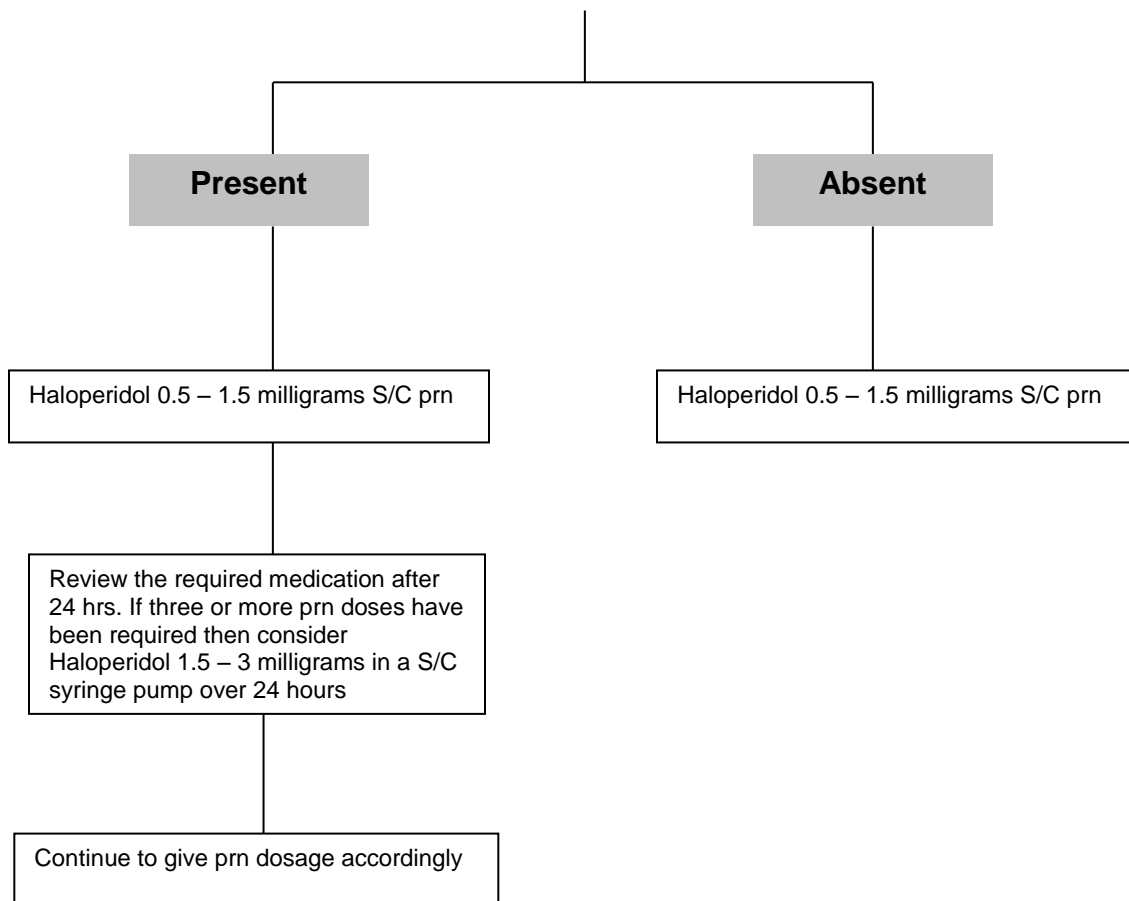 Present
Absent
Haloperidol 0.5 – 1.5 milligrams S/C prn
Haloperidol 0.5 – 1.5 milligrams S/C prn
Review the required medication after
24 hrs. If three or more prn doses have
been required then consider
Haloperidol 1.5 – 3 milligrams in a S/C
syringe pump over 24 hours
Continue to give prn dosage accordingly